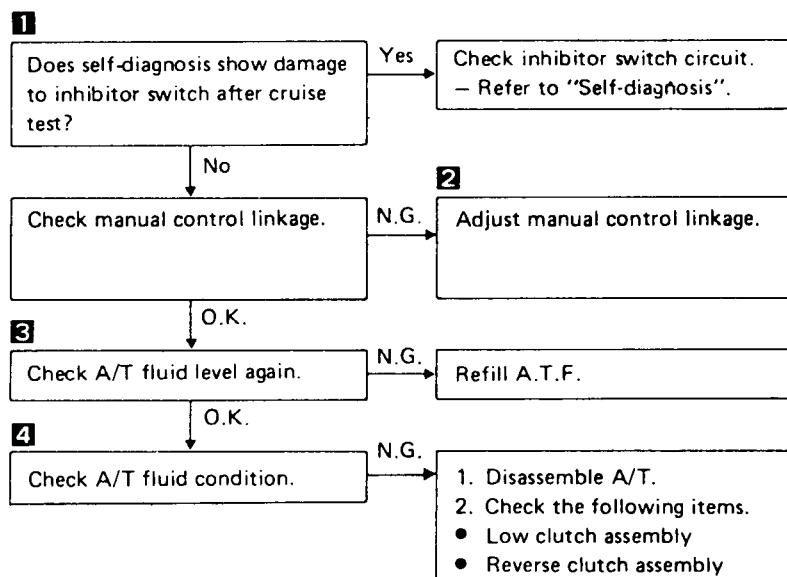 1
Does self-diagnosis show damage
to inhibitor switch after cruise
test?
Yes
Check inhibitor switch circuit.
– Refer to "Self-diagnosis".
No
Check manual control linkage.
N.G.
2
Adjust manual control linkage.
O.K.
3
Check A/T fluid level again.
N.G.
Refill A.T.F.
O.K.
4
Check A/T fluid condition.
N.G.
1. Disassemble A/T.
2. Check the following items.
● Low clutch assembly
● Reverse clutch assembly